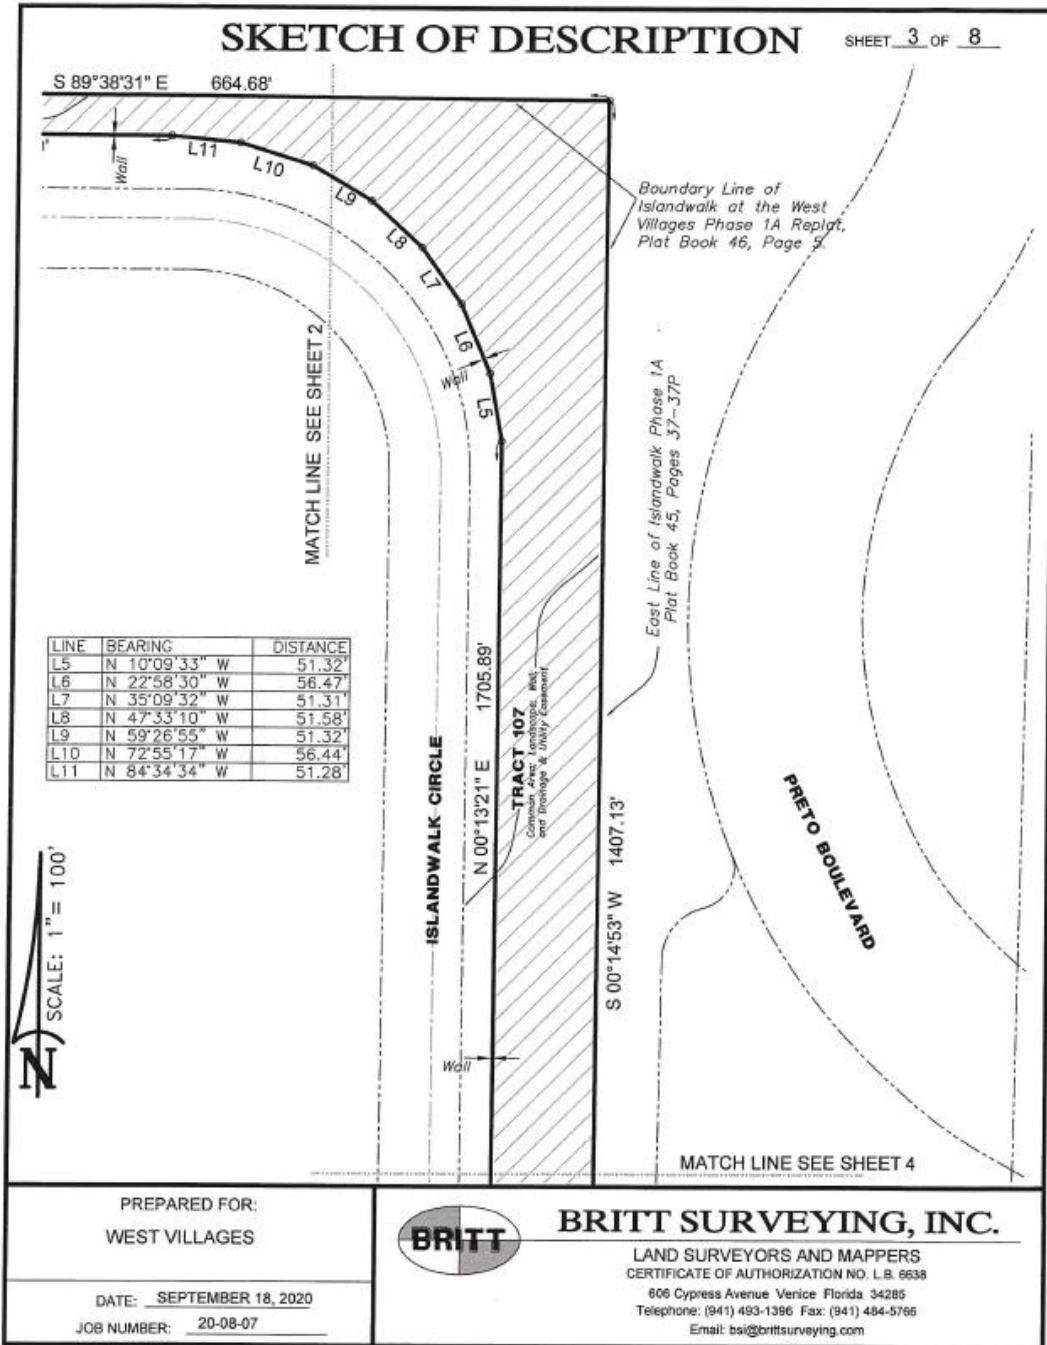 SKETCH OF DESCRIPTION
SHEET 3 OF 8
S 89°38'31" E 664.68'
L11
L10
L9
L8
L7
L6
L5
Wall
Wall
Boundary Line of
Islandwalk at the West
Villages Phase 1A Replat,
Plat Book 46, Page 5.
MATCH LINE SEE SHEET 2
East Line of Islandwalk Phase 1A
Plat Book 45, Pages 37-37P
LINE BEARING DISTANCE
L5 N 10°09'33" W 51.32'
L6 N 22°58'30" W 56.47'
L7 N 35°09'32" W 51.31'
L8 N 47°33'10" W 51.58'
L9 N 59°26'55" W 51.32'
L10 N 72°55'17" W 56.44'
L11 N 84°34'34" W 51.28'
ISLANDWALK CIRCLE
N 00°13'21" E 1705.89'
TRACT 107
Common Area; Landscape, Wall,
and Drainage & Utility Easement
S 00°14'53" W 1407.13'
PRETO BOULEVARD
SCALE: 1" = 100'
N
Wall
MATCH LINE SEE SHEET 4
PREPARED FOR:
WEST VILLAGES
DATE: SEPTEMBER 18, 2020
JOB NUMBER: 20-08-07
BRITT
BRITT SURVEYING, INC.
LAND SURVEYORS AND MAPPERS
CERTIFICATE OF AUTHORIZATION NO. L.B. 6638
606 Cypress Avenue Venice Florida 34285
Telephone: (941) 493-1396 Fax: (941) 484-5766
Email: bsi@brittsurveying.com